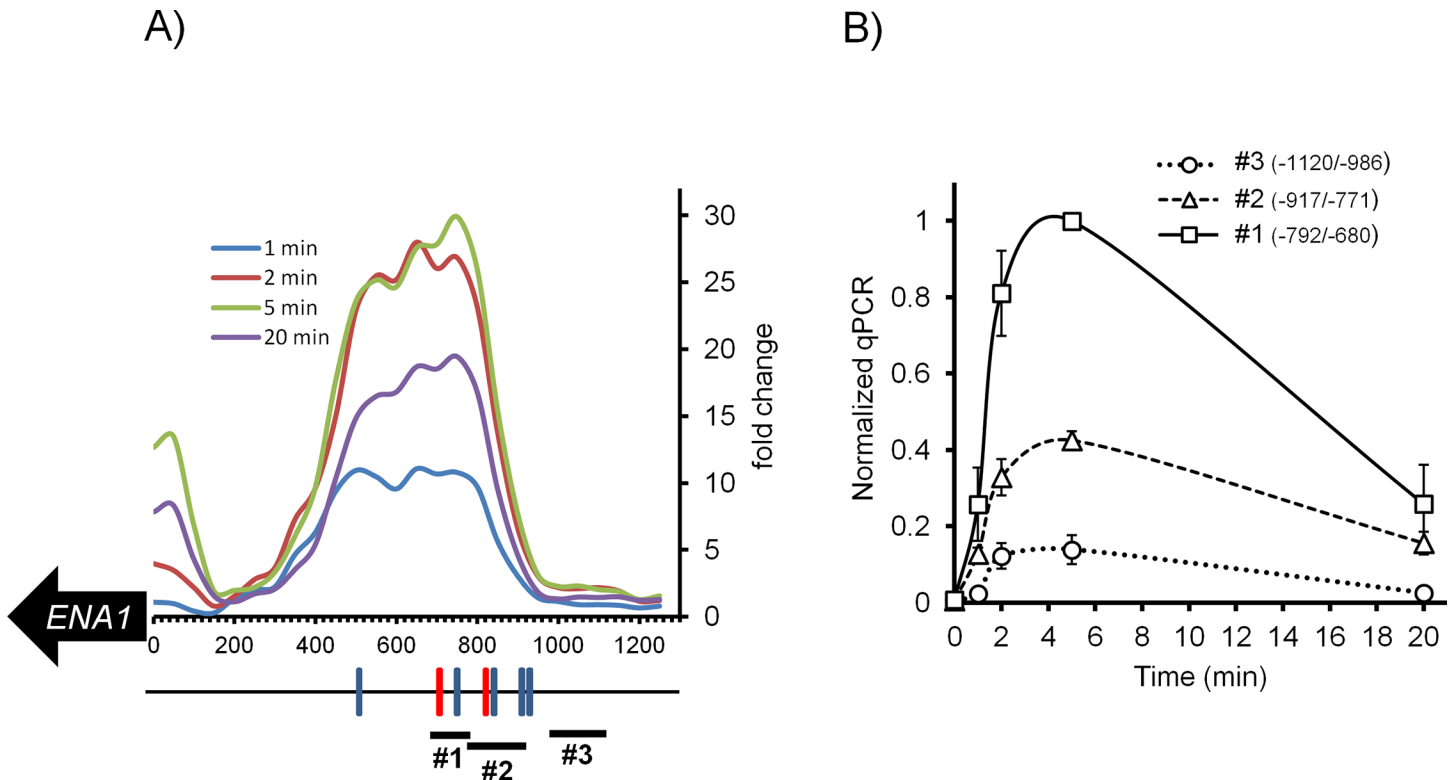 A)
1 min
2 min
5 min
20 min
30
25
20
15
10
5
0
fold change
ENA1
0 200 400 600 800 1000 1200
#1
#2
#3
B)
#3 (-1120/-986)
#2 (-917/-771)
#1 (-792/-680)
1
0.8
0.6
0.4
0.2
0
Normalized qPCR
0 2 4 6 8 10 12 14 16 18 20
Time (min)